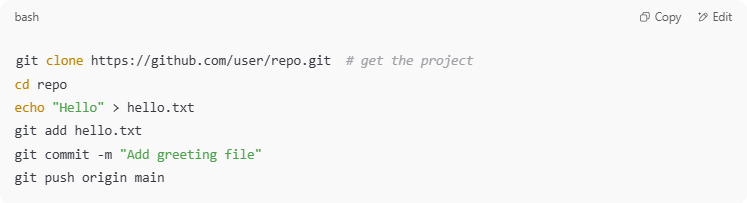 bash Copy Edit
git clone https://github.com/user/repo.git  # get the project
cd repo
echo "Hello" > hello.txt
git add hello.txt
git commit -m "Add greeting file"
git push origin main